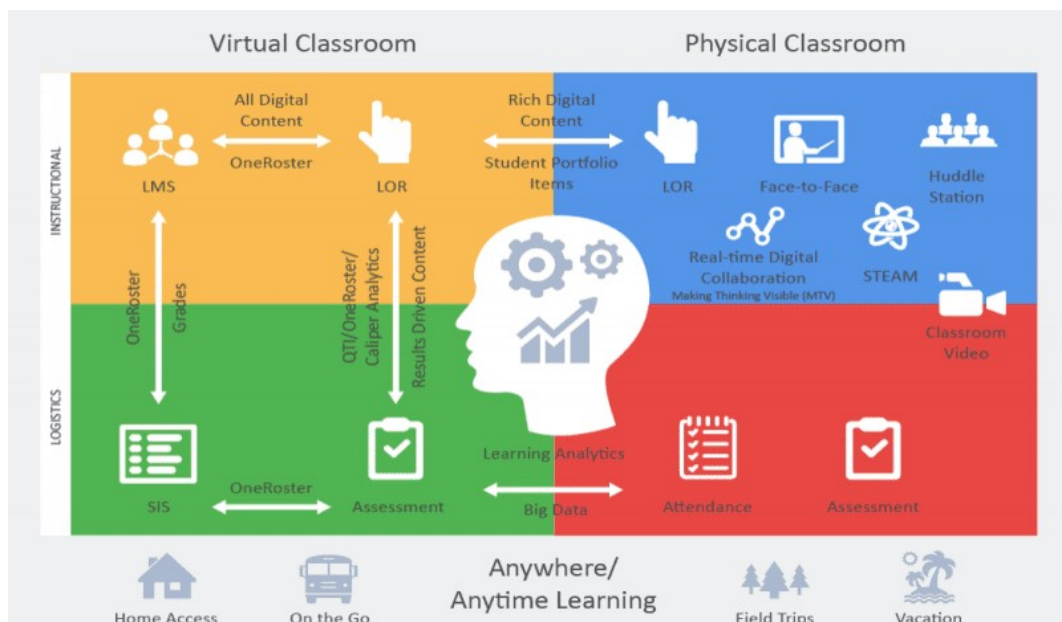 Virtual Classroom
Physical Classroom
INSTRUCTIONAL
All Digital
Content
OneRoster
LMS
LOR
Rich Digital
Content
Student Portfolio
Items
LOR
Face-to-Face
Huddle
Station
Real-time Digital
Collaboration
Making Thinking Visible (MTV)
STEAM
Classroom
Video
OneRoster
Grades
QTI/OneRoster/
Caliper Analytics
Results Driven Content
LOGISTICS
SIS
OneRoster
Assessment
Learning Analytics
Big Data
Attendance
Assessment
Home Access
On the Go
Anywhere/
Anytime Learning
Field Trips
Vacation